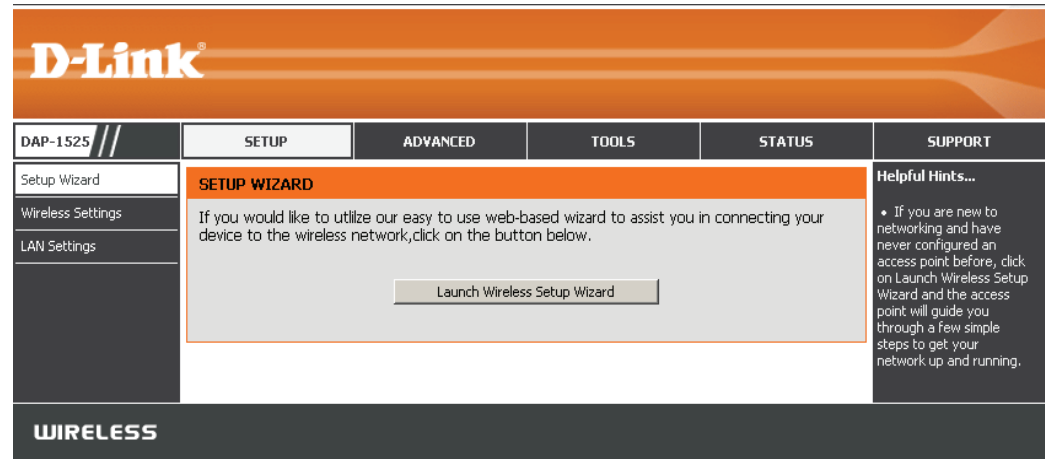 D-Link®
DAP-1525
SETUP
ADVANCED
TOOLS
STATUS
SUPPORT
Setup Wizard
Wireless Settings
LAN Settings
SETUP WIZARD
If you would like to utlilze our easy to use web-based wizard to assist you in connecting your
device to the wireless network,click on the button below.
Launch Wireless Setup Wizard
Helpful Hints...
• If you are new to
networking and have
never configured an
access point before, click
on Launch Wireless Setup
Wizard and the access
point will guide you
through a few simple
steps to get your
network up and running.
WIRELESS